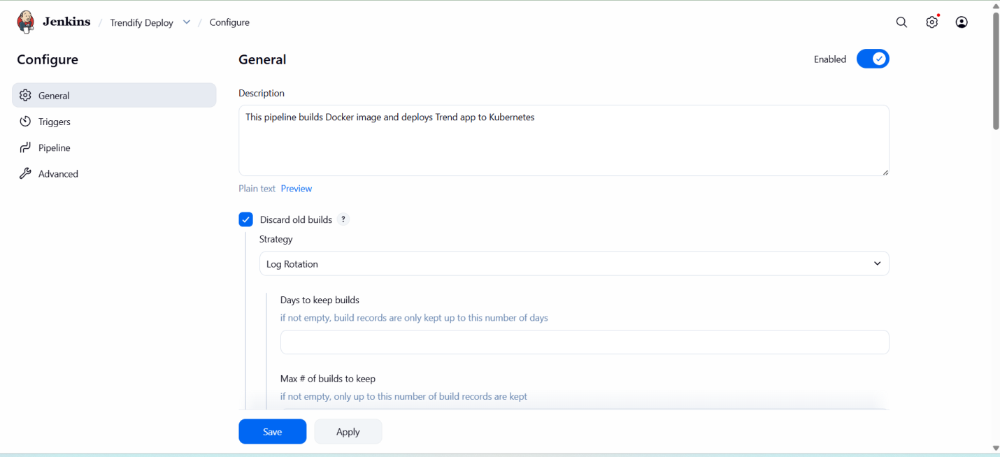 Jenkins / Trendify Deploy / Configure
Configure
General
Triggers
Pipeline
Advanced
General
Enabled
Description
This pipeline builds Docker image and deploys Trend app to Kubernetes
Plain text Preview
Discard old builds ?
Strategy
Log Rotation
Days to keep builds
if not empty, build records are only kept up to this number of days
Max # of builds to keep
if not empty, only up to this number of build records are kept
Save Apply